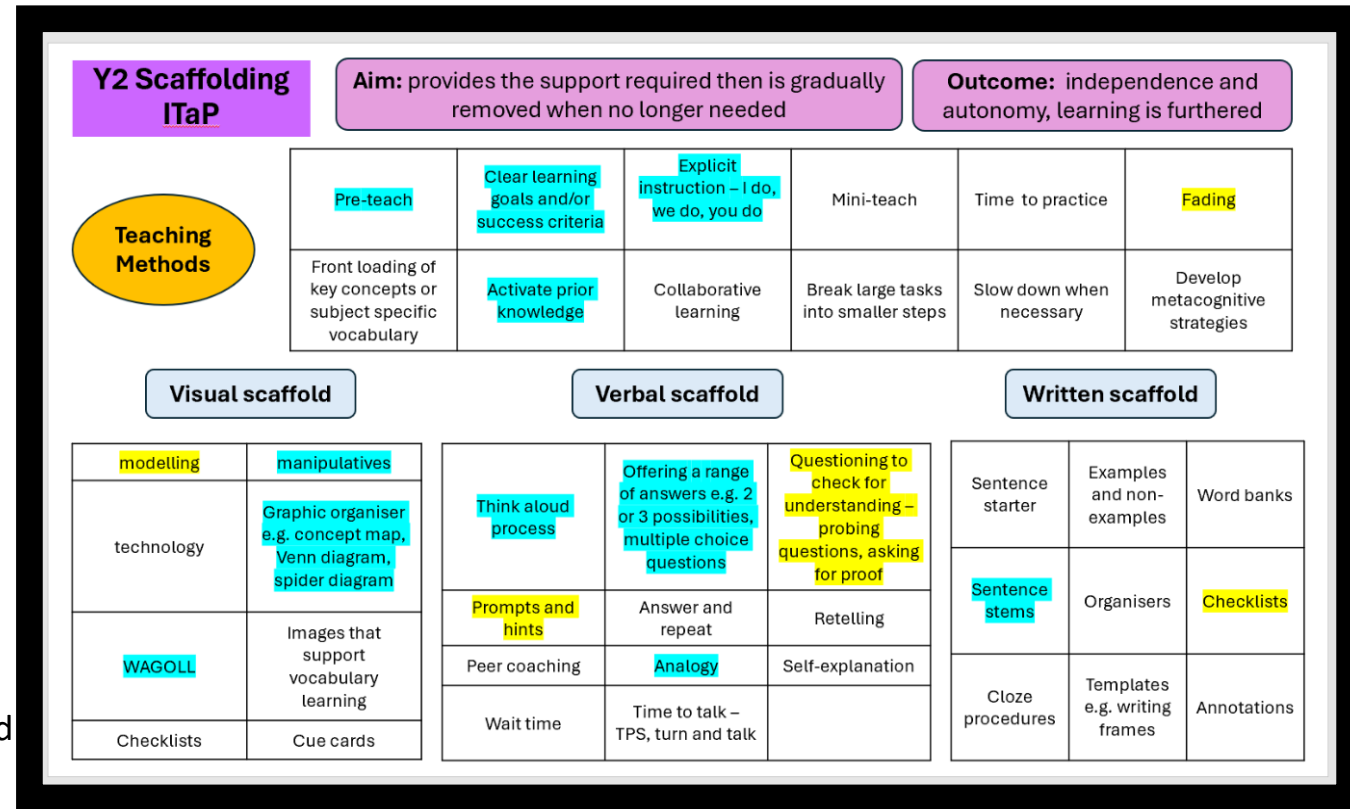 Y2 Scaffolding
ITaP
Aim: provides the support required then is gradually
removed when no longer needed
Outcome: independence and
autonomy, learning is furthered
Teaching
Methods
Pre-teach
Clear learning
goals and/or
success criteria
Explicit
instruction – I do,
we do, you do
Mini-teach
Time to practice
Fading
Front loading of
key concepts or
subject specific
vocabulary
Activate prior
knowledge
Collaborative
learning
Break large tasks
into smaller steps
Slow down when
necessary
Develop
metacognitive
strategies
Visual scaffold
modelling
manipulatives
technology
Graphic organiser
e.g. concept map,
Venn diagram,
spider diagram
WAGOLL
Images that
support
vocabulary
learning
Checklists
Cue cards
Verbal scaffold
Think aloud
process
Offering a range
of answers e.g. 2
or 3 possibilities,
multiple choice
questions
Questioning to
check for
understanding –
probing
questions, asking
for proof
Prompts and
hints
Answer and
repeat
Retelling
Peer coaching
Analogy
Self-explanation
Wait time
Time to talk –
TPS, turn and talk
Written scaffold
Sentence
starter
Examples
and non-
examples
Word banks
Sentence
stems
Organisers
Checklists
Cloze
procedures
Templates
e.g. writing
frames
Annotations
d